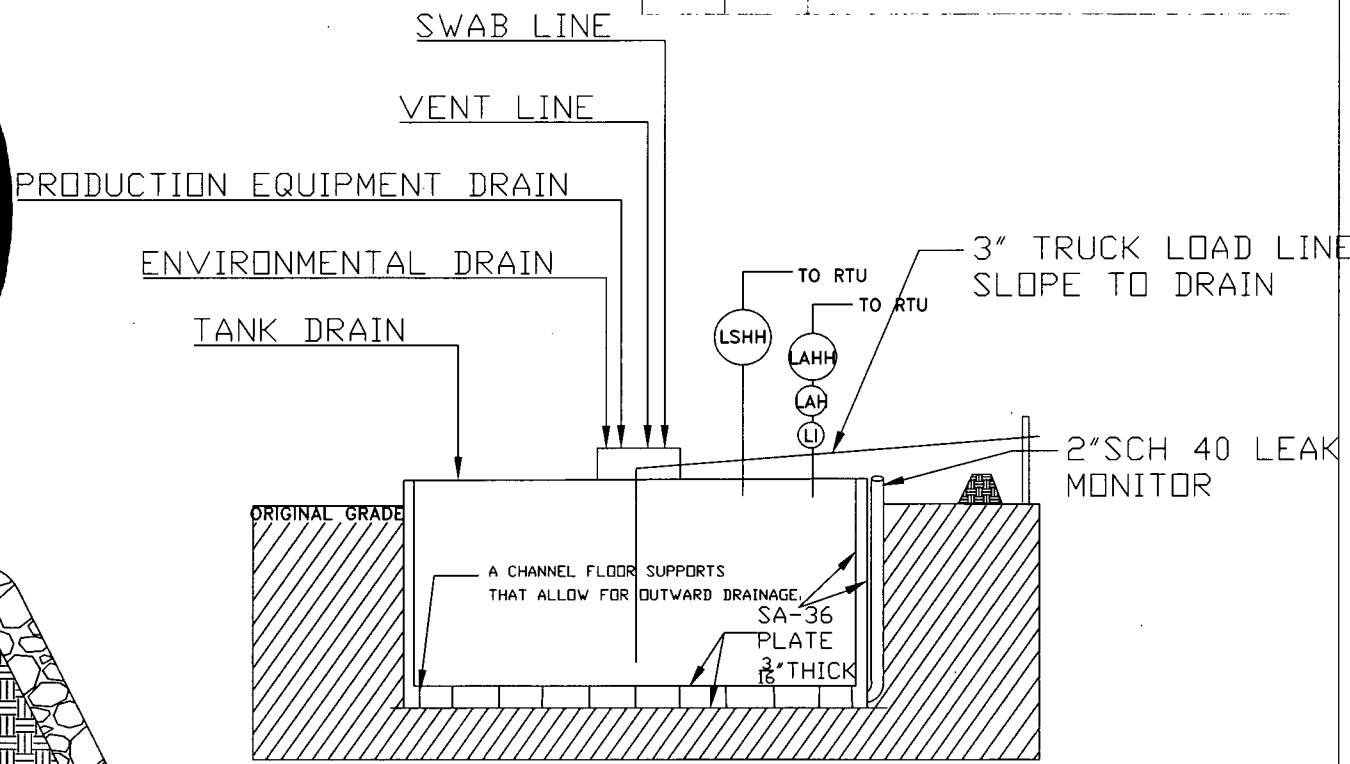 SWAB LINE
VENT LINE
PRODUCTION EQUIPMENT DRAIN
ENVIRONMENTAL DRAIN
TANK DRAIN
TO RTU
TO RTU
3" TRUCK LOAD LINE
SLOPE TO DRAIN
LSHH
LAHH
LAH
LI
2"SCH 40 LEAK
MONITOR
ORIGINAL GRADE
A CHANNEL FLOOR SUPPORTS
THAT ALLOW FOR OUTWARD DRAINAGE.
SA-36
PLATE
3/16" THICK